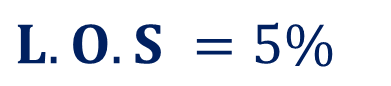 L. O. S = 5%